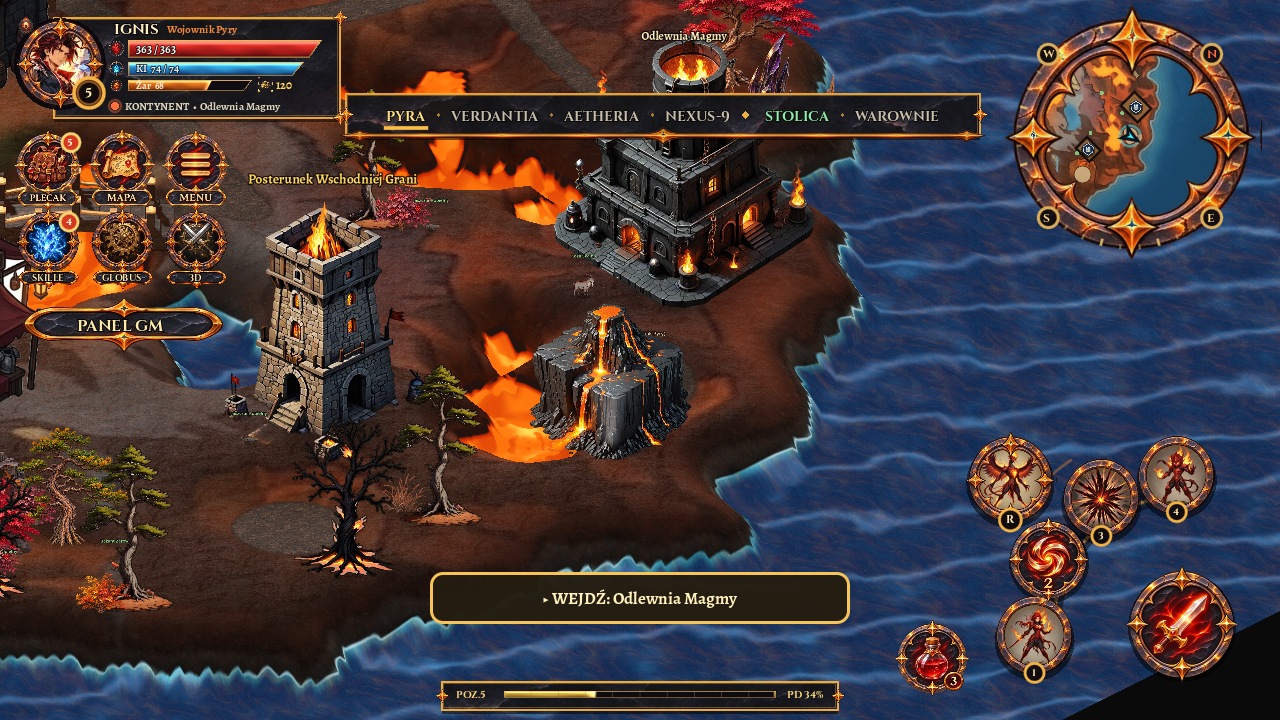 IGNIS Wojownik Pyry
363 / 363
KI 74 / 74
Żar 68
120
5
KONTYNENT • Odlewnia Magmy
Odlewnia Magmy
PYRA • VERDANTIA • AETHERIA • NEXUS-9 ◆ STOLICA • WAROWNIE
W
N
S
E
5
PLECAK
MAPA
MENU
4
SKILLE
GLOBUS
3D
PANEL GM
Posterunek Wschodniej Grani
R
3
4
2
1
3
▸ WEJDŹ: Odlewnia Magmy
POZ.5
PD 34%